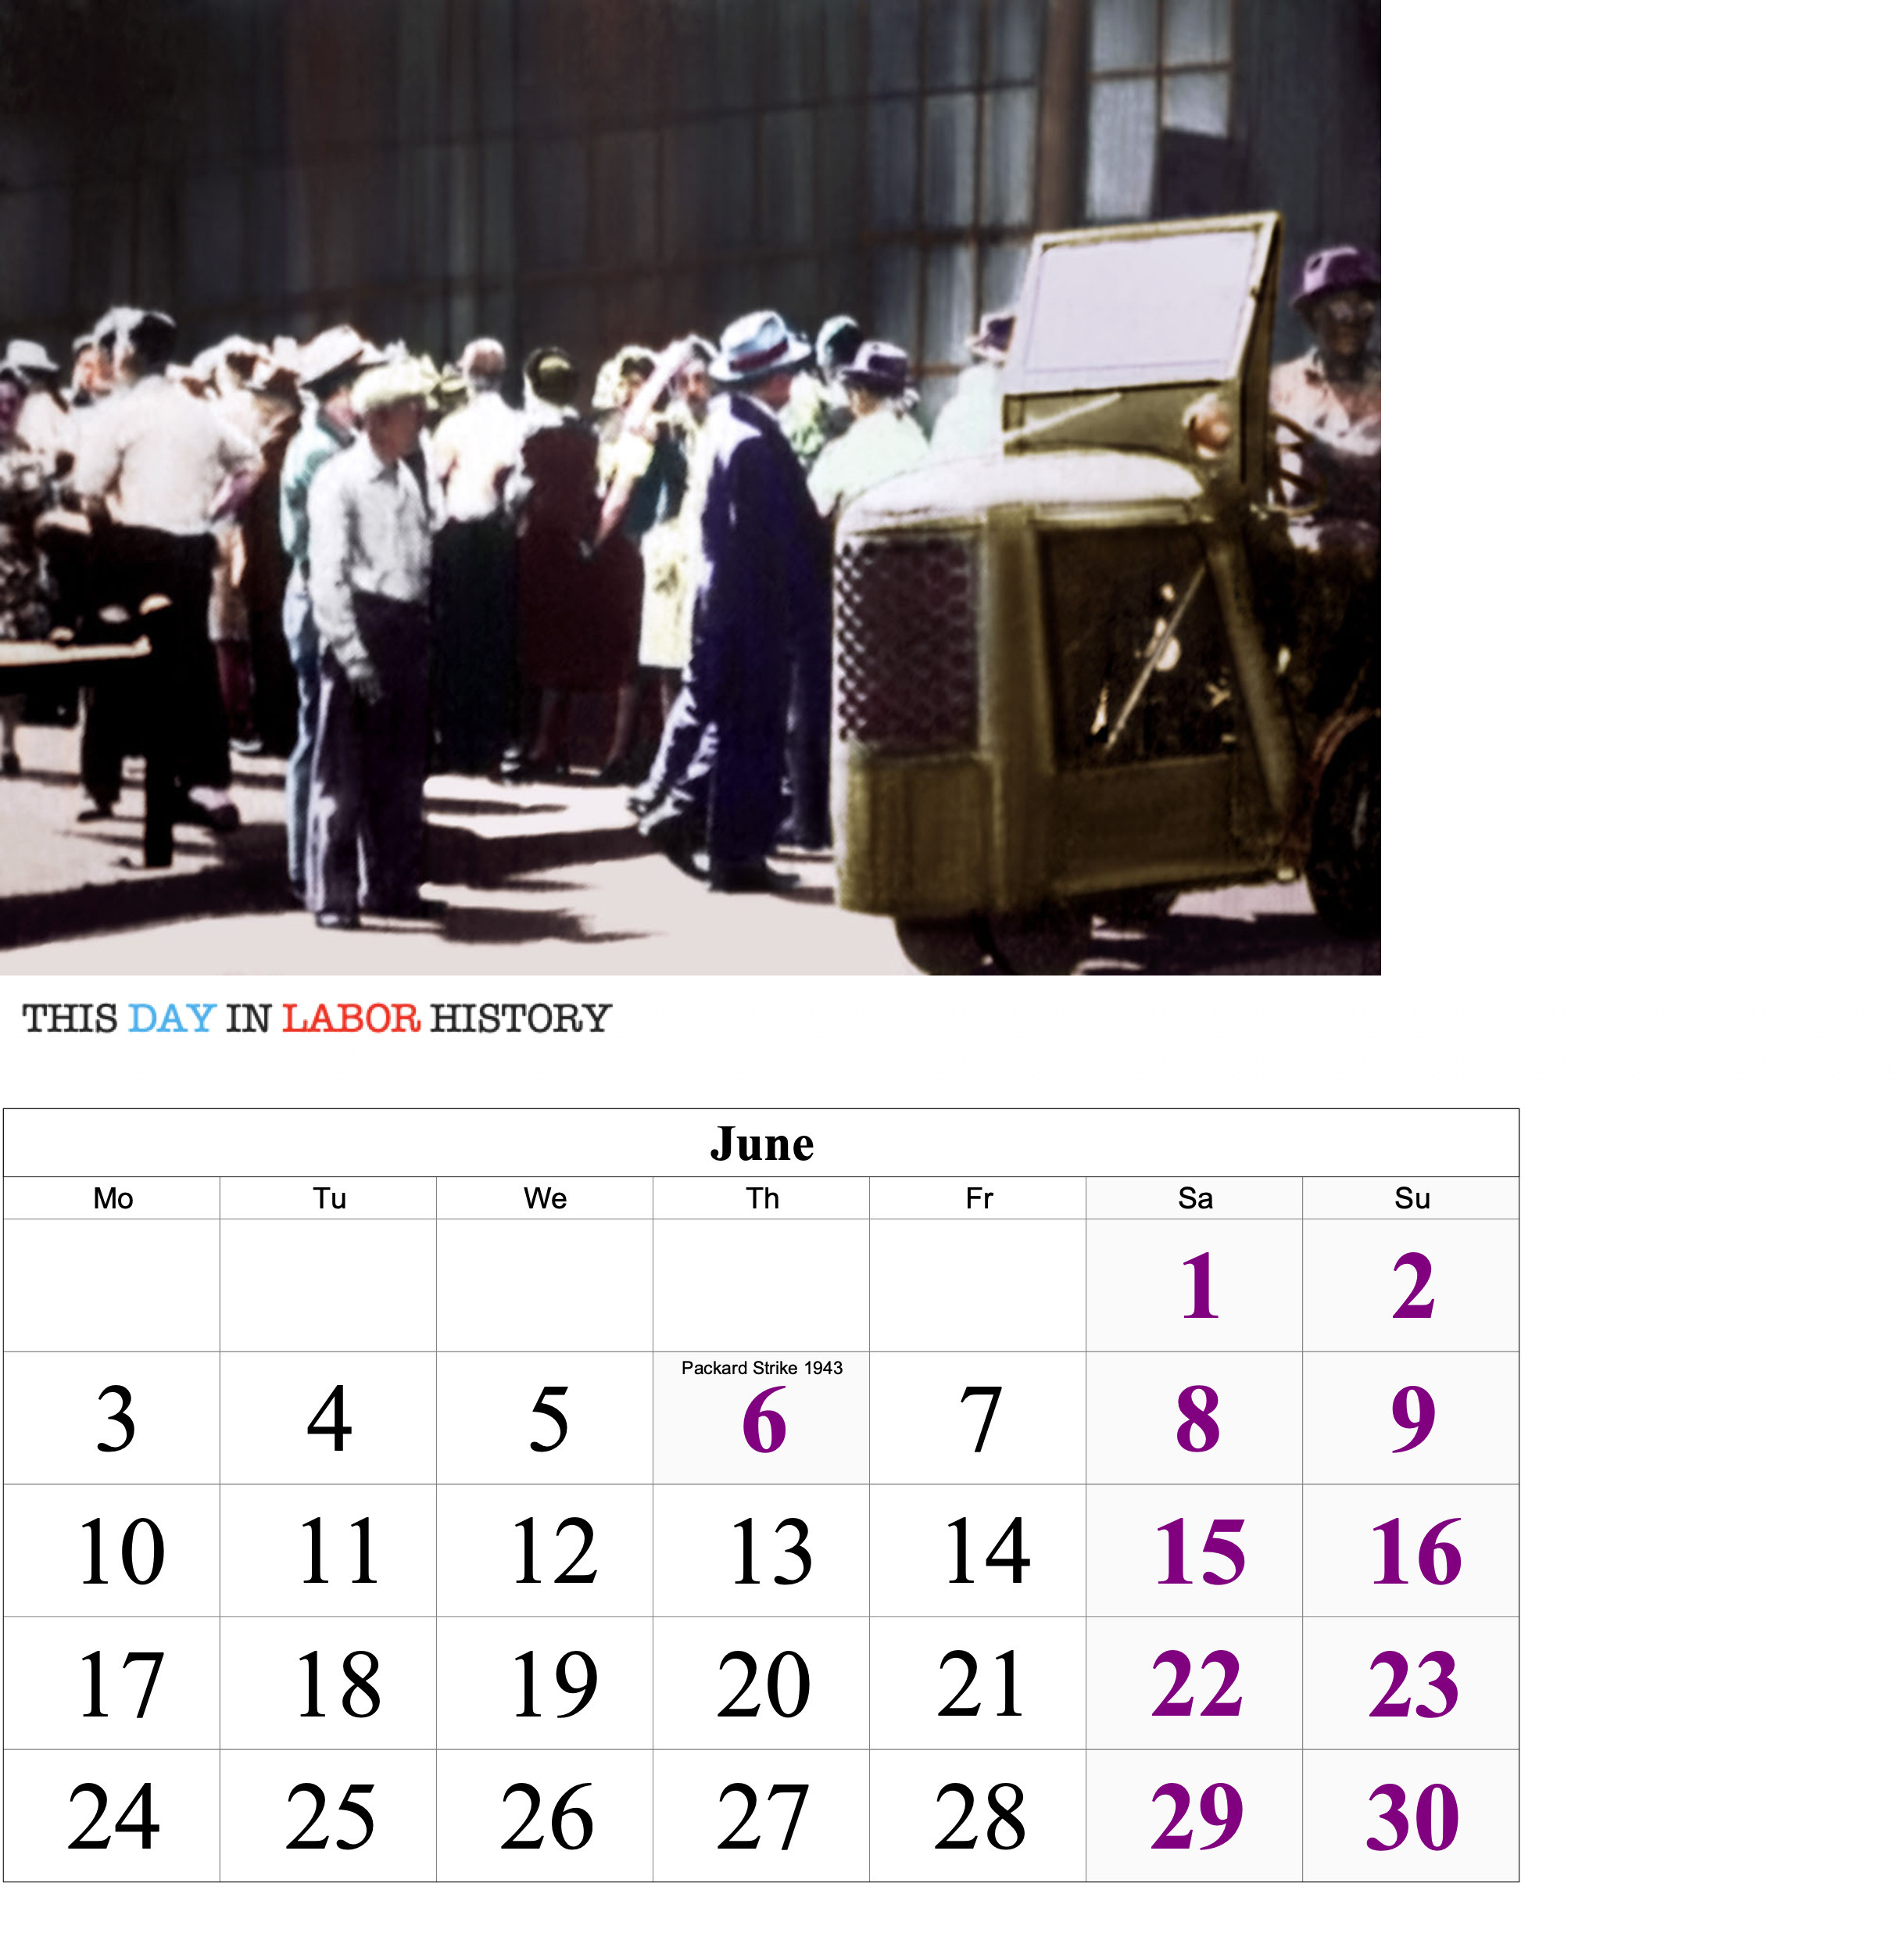 THIS DAY IN LABOR HISTORY
June
Mo Tu We Th Fr Sa Su
1 2
Packard Strike 1943
3 4 5 6 7 8 9
10 11 12 13 14 15 16
17 18 19 20 21 22 23
24 25 26 27 28 29 30